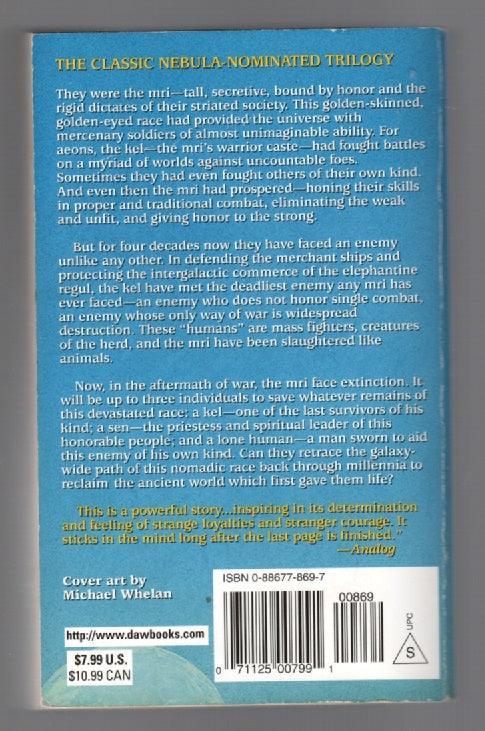 THE CLASSIC NEBULA-NOMINATED TRILOGY
They were the mri—tall, secretive, bound by honor and the
rigid dictates of their striated society. This golden-skinned,
golden-eyed race had provided the universe with
mercenary soldiers of almost unimaginable ability. For
aeons, the kel—the mri's warrior caste—had fought battles
on a myriad of worlds against uncountable foes.
Sometimes they had even fought others of their own kind.
And even then the mri had prospered—honing their skills
in proper and traditional combat, eliminating the weak
and unfit, and giving honor to the strong.
But for four decades now they have faced an enemy
unlike any other. In defending the merchant ships and
protecting the intergalactic commerce of the elephantine
regul, the kel have met the deadliest enemy any mri has
ever faced—an enemy who does not honor single combat,
an enemy whose only way of war is widespread
destruction. These "humans" are mass fighters, creatures
of the herd, and the mri have been slaughtered like
animals.
Now, in the aftermath of war, the mri face extinction. It
will be up to three individuals to save whatever remains of
this devastated race: a kel—one of the last survivors of his
kind; a sen—the priestess and spiritual leader of this
honorable people; and a lone human—a man sworn to aid
this enemy of his own kind. Can they retrace the galaxy-
wide path of this nomadic race back through millennia to
reclaim the ancient world which first gave them life?
"This is a powerful story...inspiring in its determination
and feeling of strange loyalties and stranger courage. It
sticks in the mind long after the last page is finished."
—Analog
Cover art by
Michael Whelan
http://www.dawbooks.com
$7.99 U.S.
$10.99 CAN
ISBN 0-88677-869-7
00869
0 71125 00799 1
UPC
S